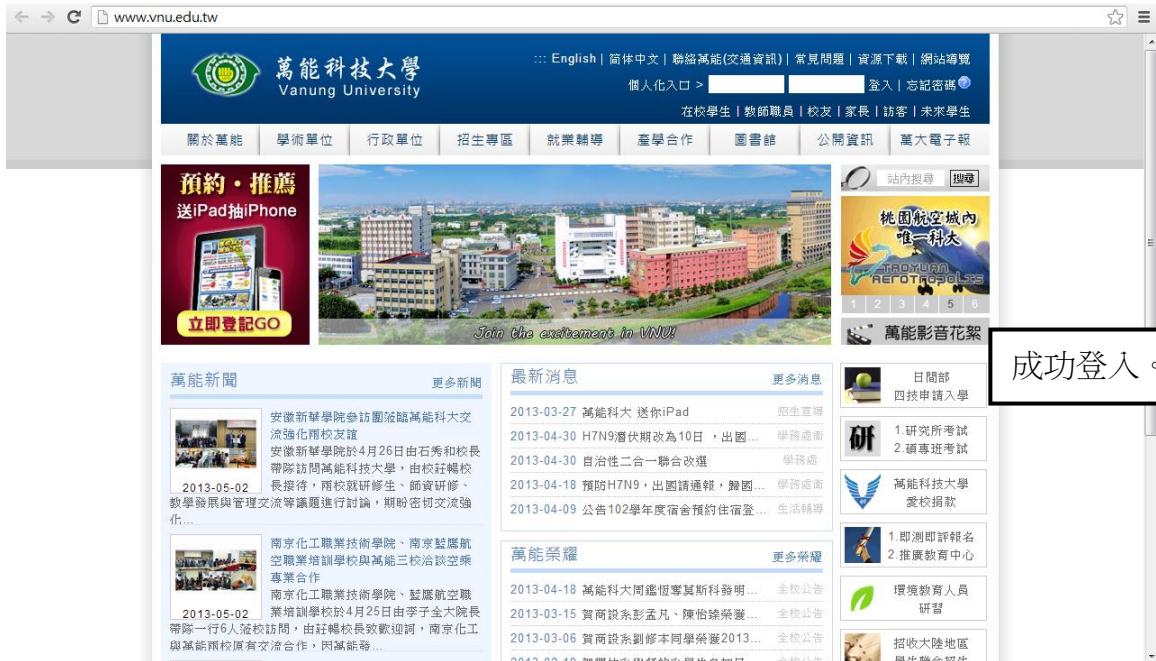 www.vnu.edu.tw
萬能科技大學
Vanung University
::: English | 简体中文 | 聯絡萬能(交通資訊) | 常見問題 | 資源下載 | 網站導覽
個人化入口 > 登入 | 忘記密碼
在校學生 | 教師職員 | 校友 | 家長 | 訪客 | 未來學生
關於萬能 學術單位 行政單位 招生專區 就業輔導 產學合作 圖書館 公開資訊 萬大電子報
預約・推薦
送iPad抽iPhone
立即登記GO
Join the excitement in VNU!
站內搜尋 搜尋
桃園航空城內
唯一科大
TAOYUAN
AEROTROPOLIS
1 2 3 4 5 6
萬能影音花絮
成功登入。
萬能新聞 更多新聞
安徽新華學院參訪團蒞臨萬能科大交
流強化兩校友誼
安徽新華學院於4月26日由石秀和校長
帶隊訪問萬能科技大學，由校莊暢校
長接待，兩校就研修生、師資研修、
2013-05-02
教學發展與管理交流等議題進行討論，期盼密切交流強
化...
南京化工職業技術學院、南京藍鷹航
空職業培訓學校與萬能三校洽談空乘
專業合作
南京化工職業技術學院、藍鷹航空職
業培訓學校於4月25日由李子全大院長
2013-05-02
帶隊一行6人蒞校訪問，由莊暢校長致歡迎詞，南京化工
與萬能兩校原有交流合作，因萬能發...
最新消息 更多消息
2013-03-27 萬能科大 送你iPad 招生宣導
2013-04-30 H7N9潛伏期改為10日 ，出國... 學務處衛
2013-04-30 自治性二合一聯合改選 學務處
2013-04-18 預防H7N9，出國請通報，歸國... 學務處衛
2013-04-09 公告102學年度宿舍預約住宿登... 生活輔導
萬能榮耀 更多榮耀
2013-04-18 萬能科大周鑑恆奪莫斯科發明... 全校公告
2013-03-15 賀商設系彭孟凡、陳怡臻榮獲... 全校公告
2013-03-06 賀商設系劉修本同學榮獲2013... 全校公告
日間部
四技申請入學
研
1.研究所考試
2.碩專班考試
萬能科技大學
愛校捐款
1.即測即評報名
2.推廣教育中心
環境教育人員
研習
招收大陸地區
學生聯合招生